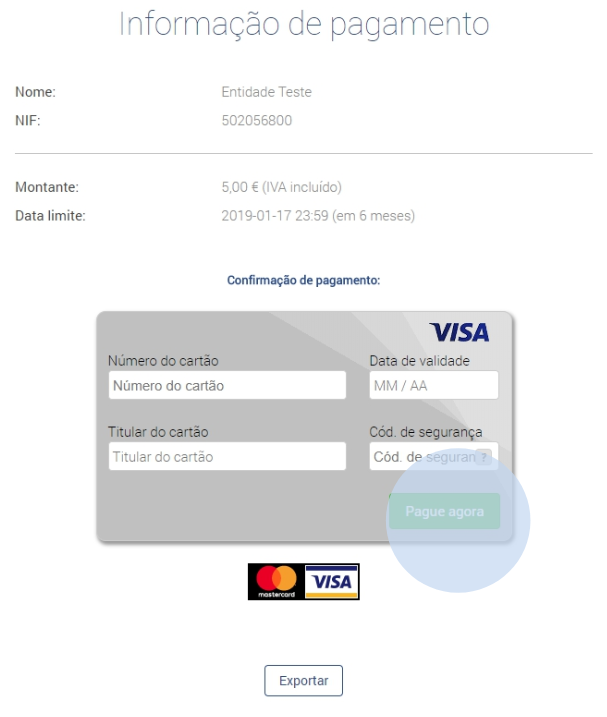 Informação de pagamento
Nome: Entidade Teste
NIF: 502056800
Montante: 5,00 € (IVA incluído)
Data limite: 2019-01-17 23:59 (em 6 meses)
Confirmação de pagamento:
VISA
Número do cartão Data de validade
Número do cartão MM / AA
Titular do cartão Cód. de segurança
Titular do cartão Cód. de seguran ?
Pague agora
mastercard VISA
Exportar